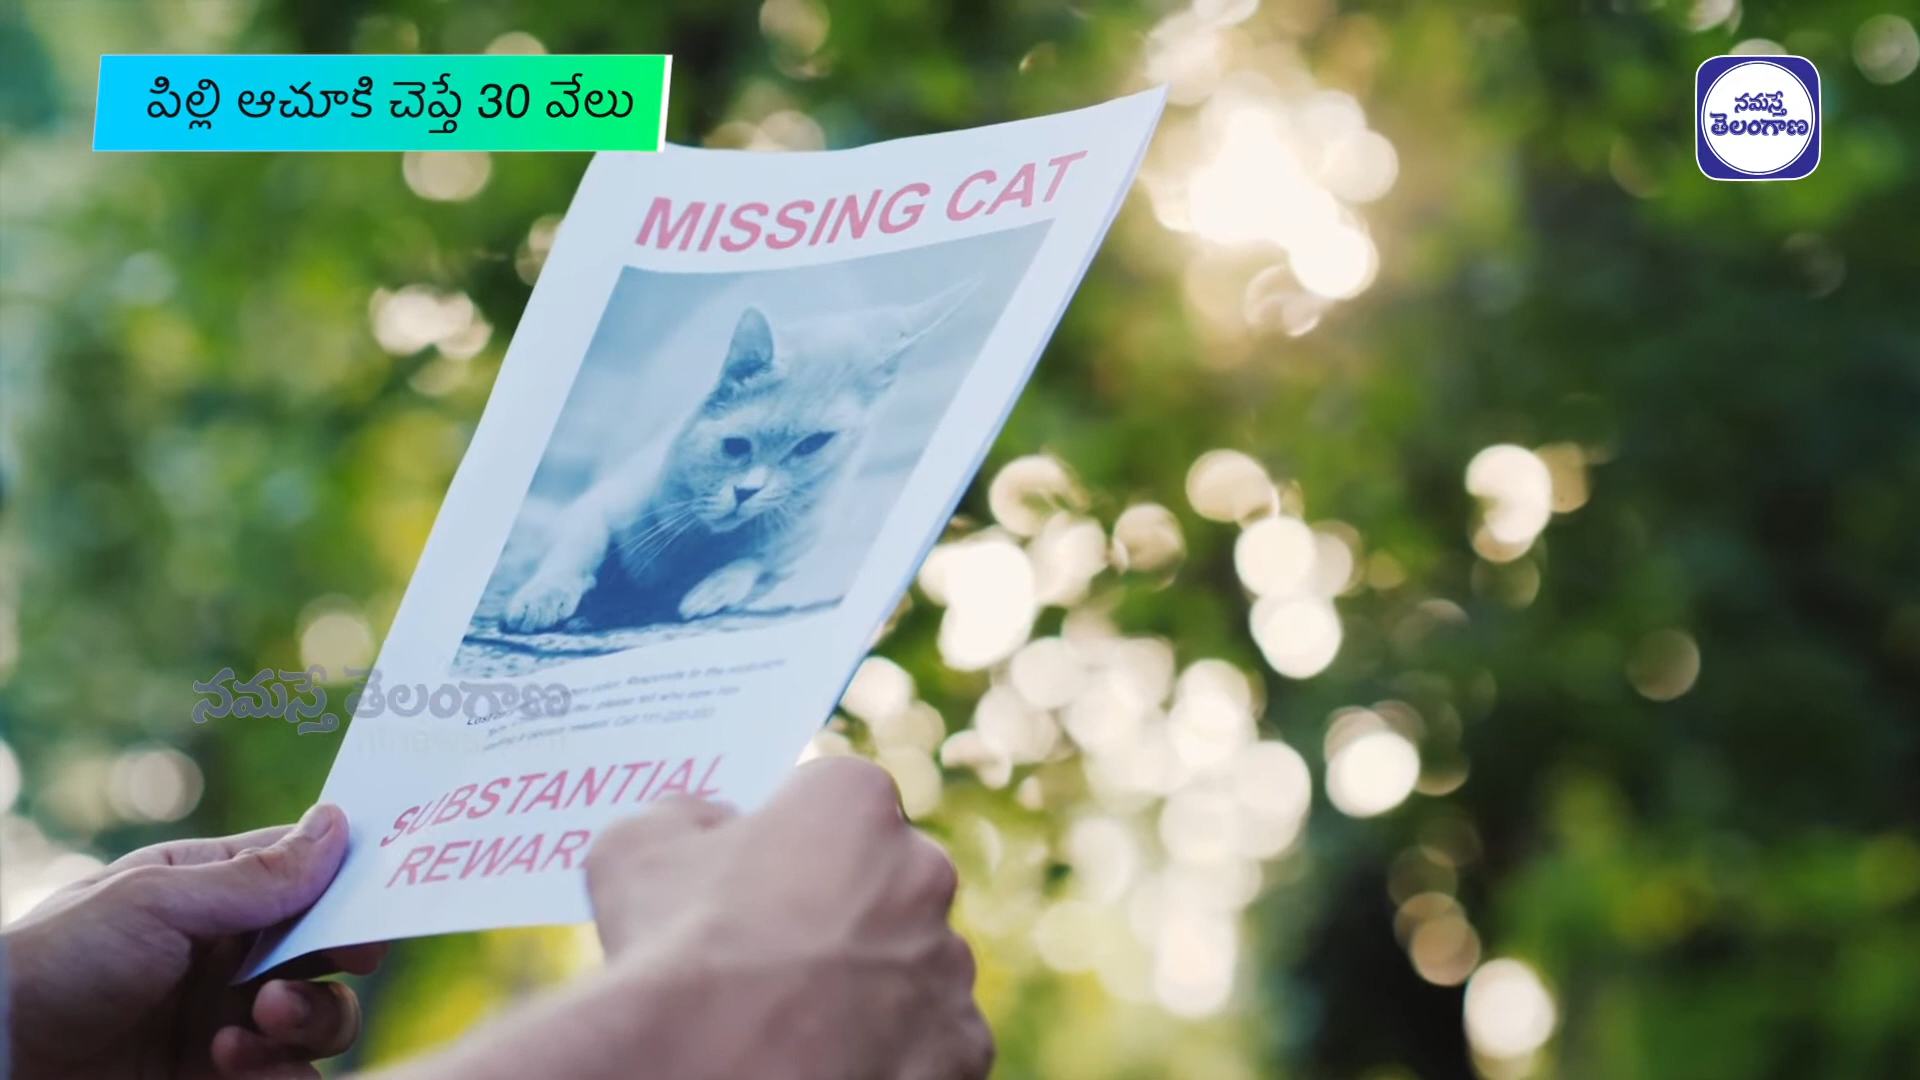 పిల్లి ఆచూకి చెప్తే 30 వేలు
నమస్తే
తెలంగాణ
MISSING CAT
నమస్తే తెలంగాణ
SUBSTANTIAL
REWAR